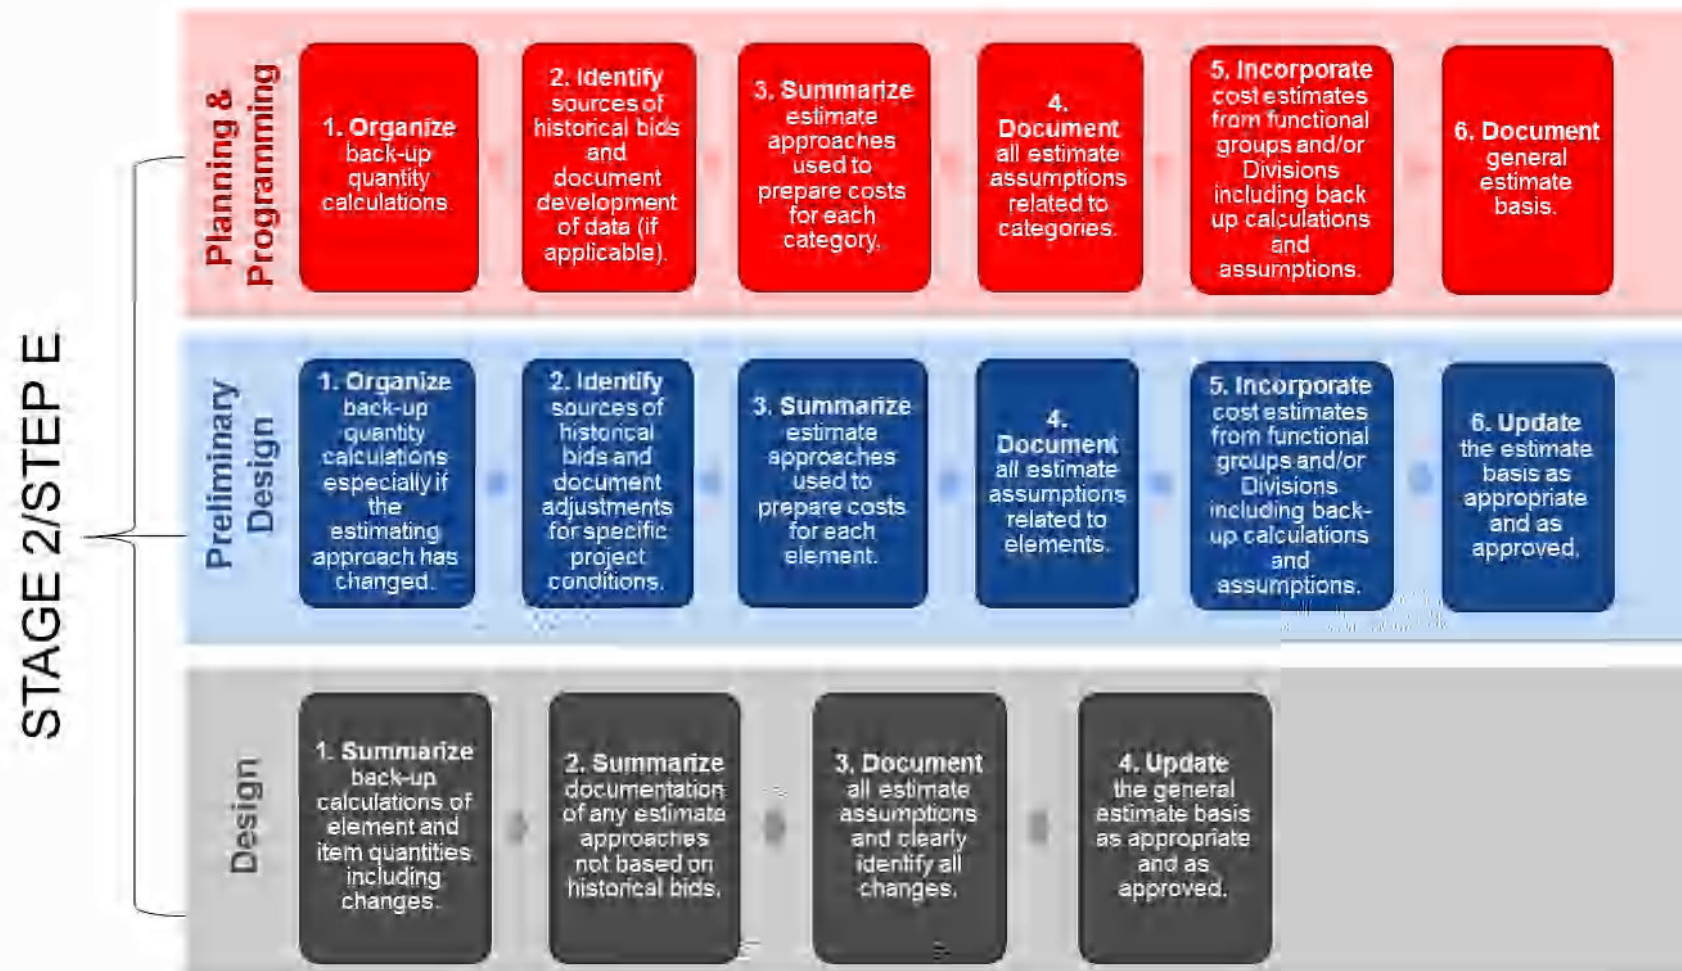 STAGE 2/STEP E
Planning &
Programming
1. Organize
back-up
quantity
calculations
2. Identify
sources of
historical bids
and
document
development
of data (if
applicable).
3. Summarize
estimate
approaches
used to
prepare costs
for each
category.
4.
Document
all estimate
assumptions
related to
categories.
5. Incorporate
cost estimates
from functional
groups and/or
Divisions
including back
up calculations
and
assumptions.
6. Document
general
estimate
basis.
Preliminary
Design
1. Organize
back-up
quantity
calculations
especially if
the
estimating
approach has
changed.
2. Identify
sources of
historical
bids and
document
adjustments
for specific
project
conditions.
3. Summarize
estimate
approaches
used to
prepare costs
for each
element.
4.
Document
all estimate
assumptions
related to
elements.
5. Incorporate
cost estimates
from functional
groups and/or
Divisions
including back-
up calculations
and
assumptions.
6. Update
the estimate
basis as
appropriate
and as
approved.
Design
1. Summarize
back-up
calculations of
element and
item quantities
including
changes.
2. Summarize
documentation
of any estimate
approaches
not based on
historical bids.
3. Document
all estimate
assumptions
and clearly
identify all
changes.
4. Update
the general
estimate basis
as appropriate
and as
approved.